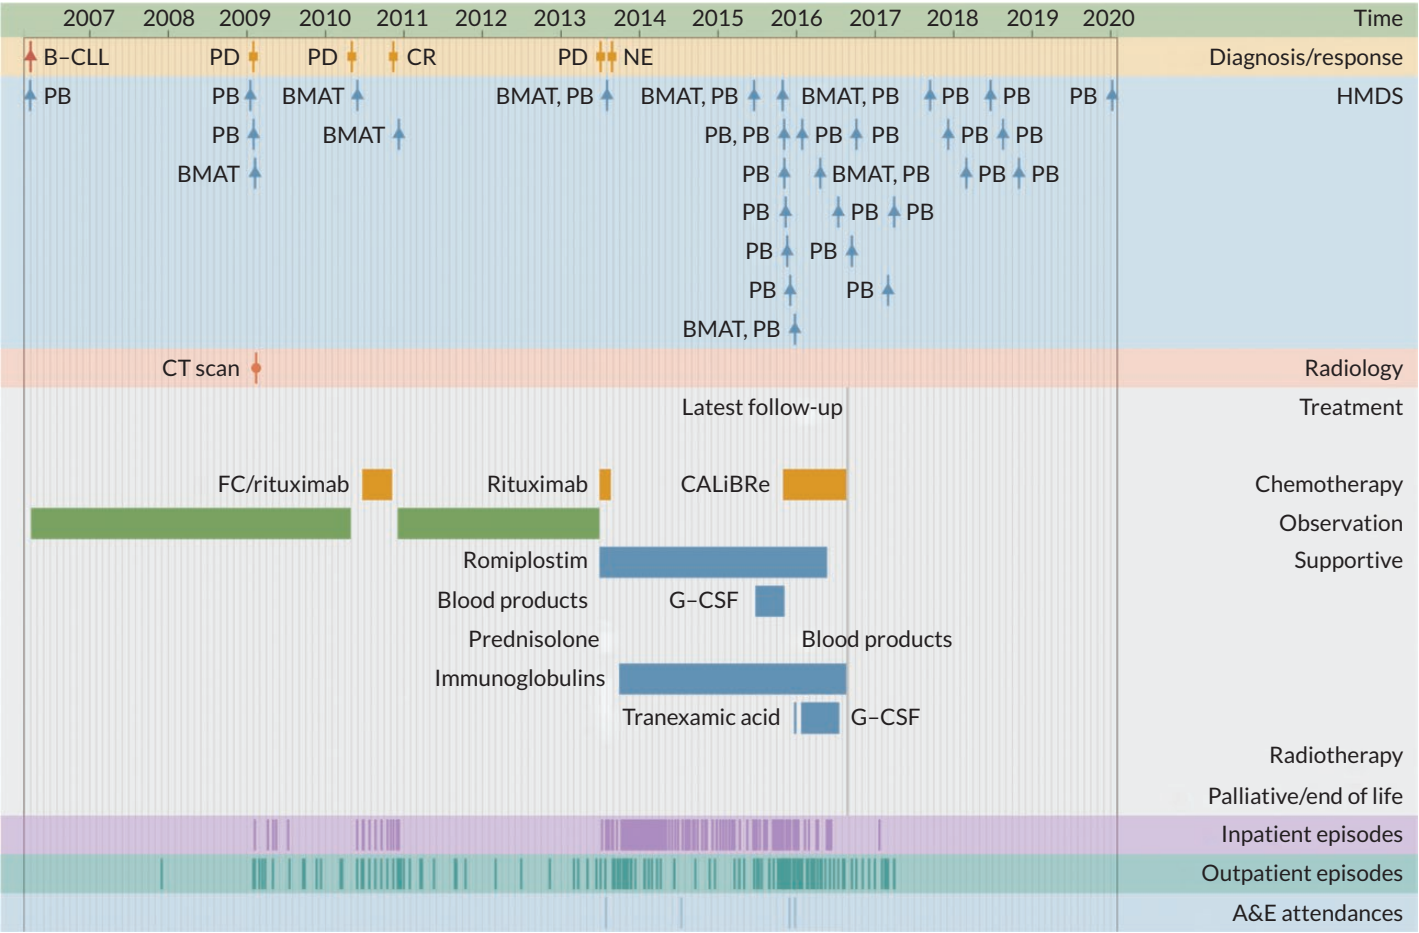 2007 2008 2009 2010 2011 2012 2013 2014 2015 2016 2017 2018 2019 2020 Time
B–CLL PD PD CR PD NE Diagnosis/response
PB PB BMAT BMAT, PB BMAT, PB BMAT, PB PB PB PB HMDS
PB BMAT PB, PB PB PB PB PB
BMAT PB BMAT, PB PB PB
PB PB PB
PB PB
PB PB
BMAT, PB
CT scan Radiology
Latest follow-up Treatment
FC/rituximab Rituximab CALiBRe Chemotherapy
Observation
Romiplostim Supportive
Blood products G–CSF
Prednisolone Blood products
Immunoglobulins
Tranexamic acid G–CSF
Radiotherapy
Palliative/end of life
Inpatient episodes
Outpatient episodes
A&E attendances